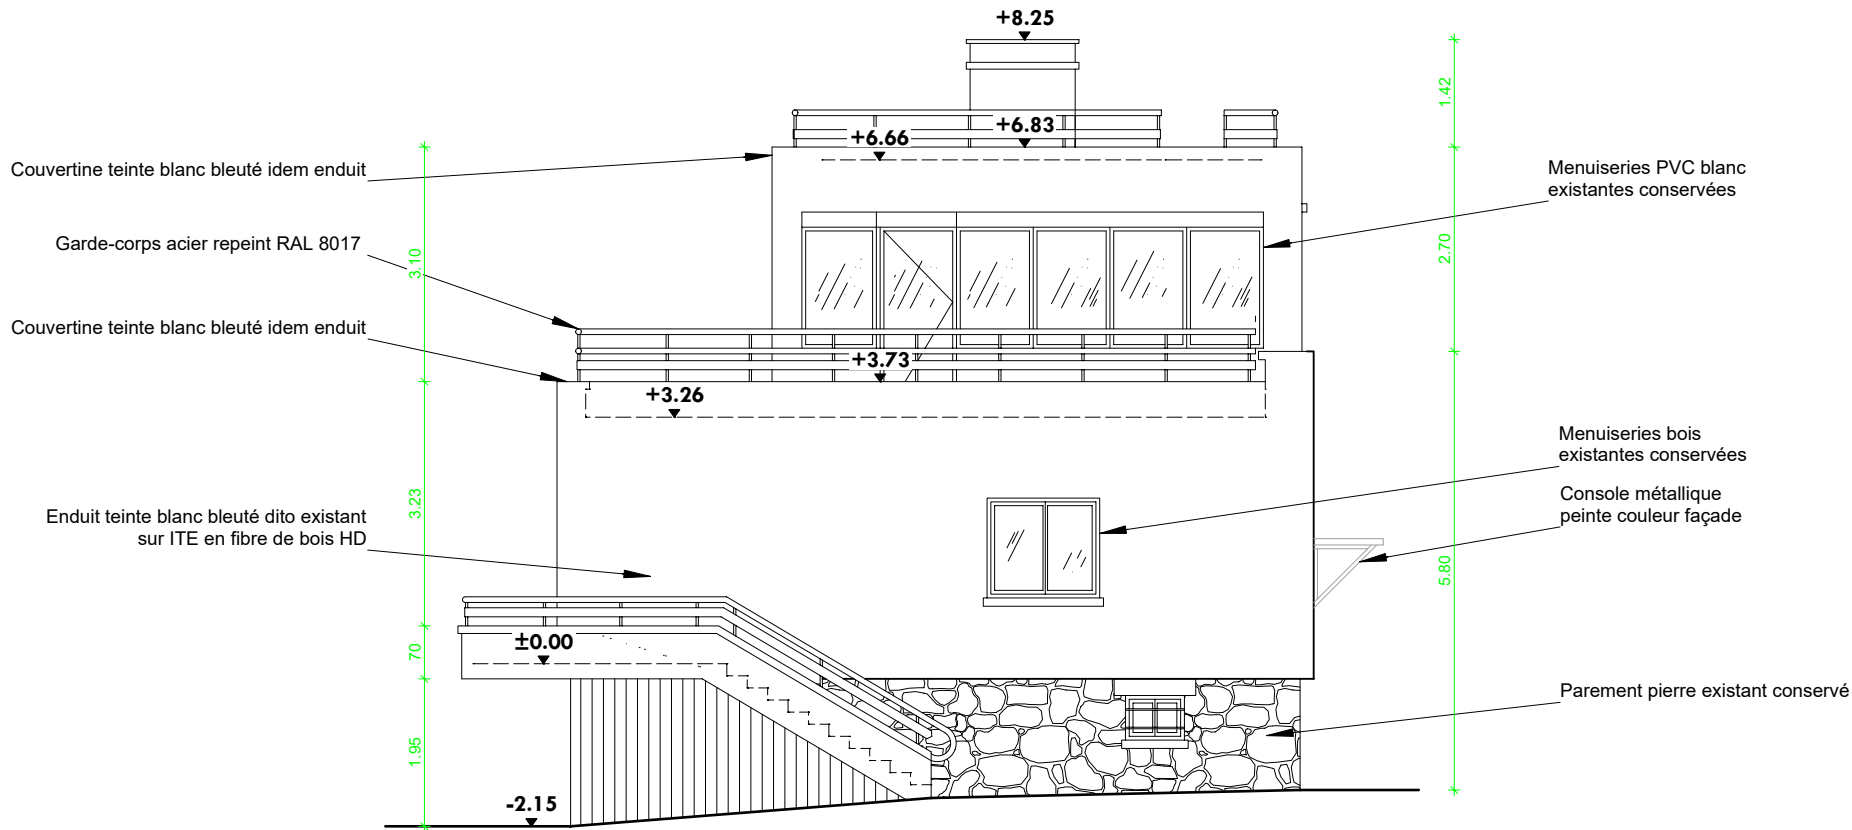 +8.25
1.42
+6.83
+6.66
Couvertine teinte blanc bleuté idem enduit
Menuiseries PVC blanc
existantes conservées
Garde-corps acier repeint RAL 8017
3.10
2.70
Couvertine teinte blanc bleuté idem enduit
+3.73
+3.26
Menuiseries bois
existantes conservées
Console métallique
peinte couleur façade
3.23
Enduit teinte blanc bleuté dito existant
sur ITE en fibre de bois HD
5.80
±0.00
70
Parement pierre existant conservé
1.95
-2.15